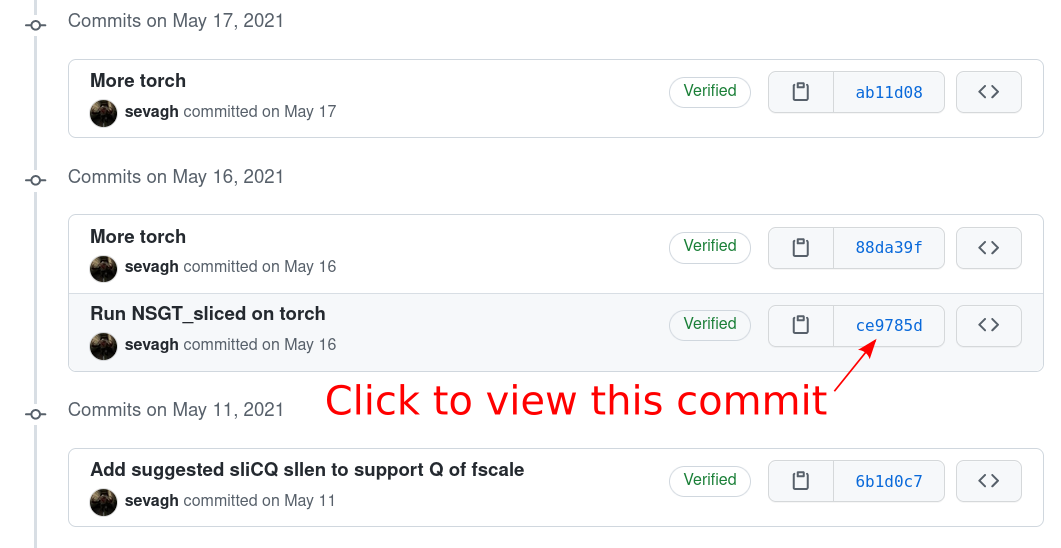 Commits on May 17, 2021
More torch
Verified
ab11d08
sevagh committed on May 17
Commits on May 16, 2021
More torch
Verified
88da39f
sevagh committed on May 16
Run NSGT_sliced on torch
Verified
ce9785d
sevagh committed on May 16
Click to view this commit
Commits on May 11, 2021
Add suggested sliCQ sllen to support Q of fscale
Verified
6b1d0c7
sevagh committed on May 11